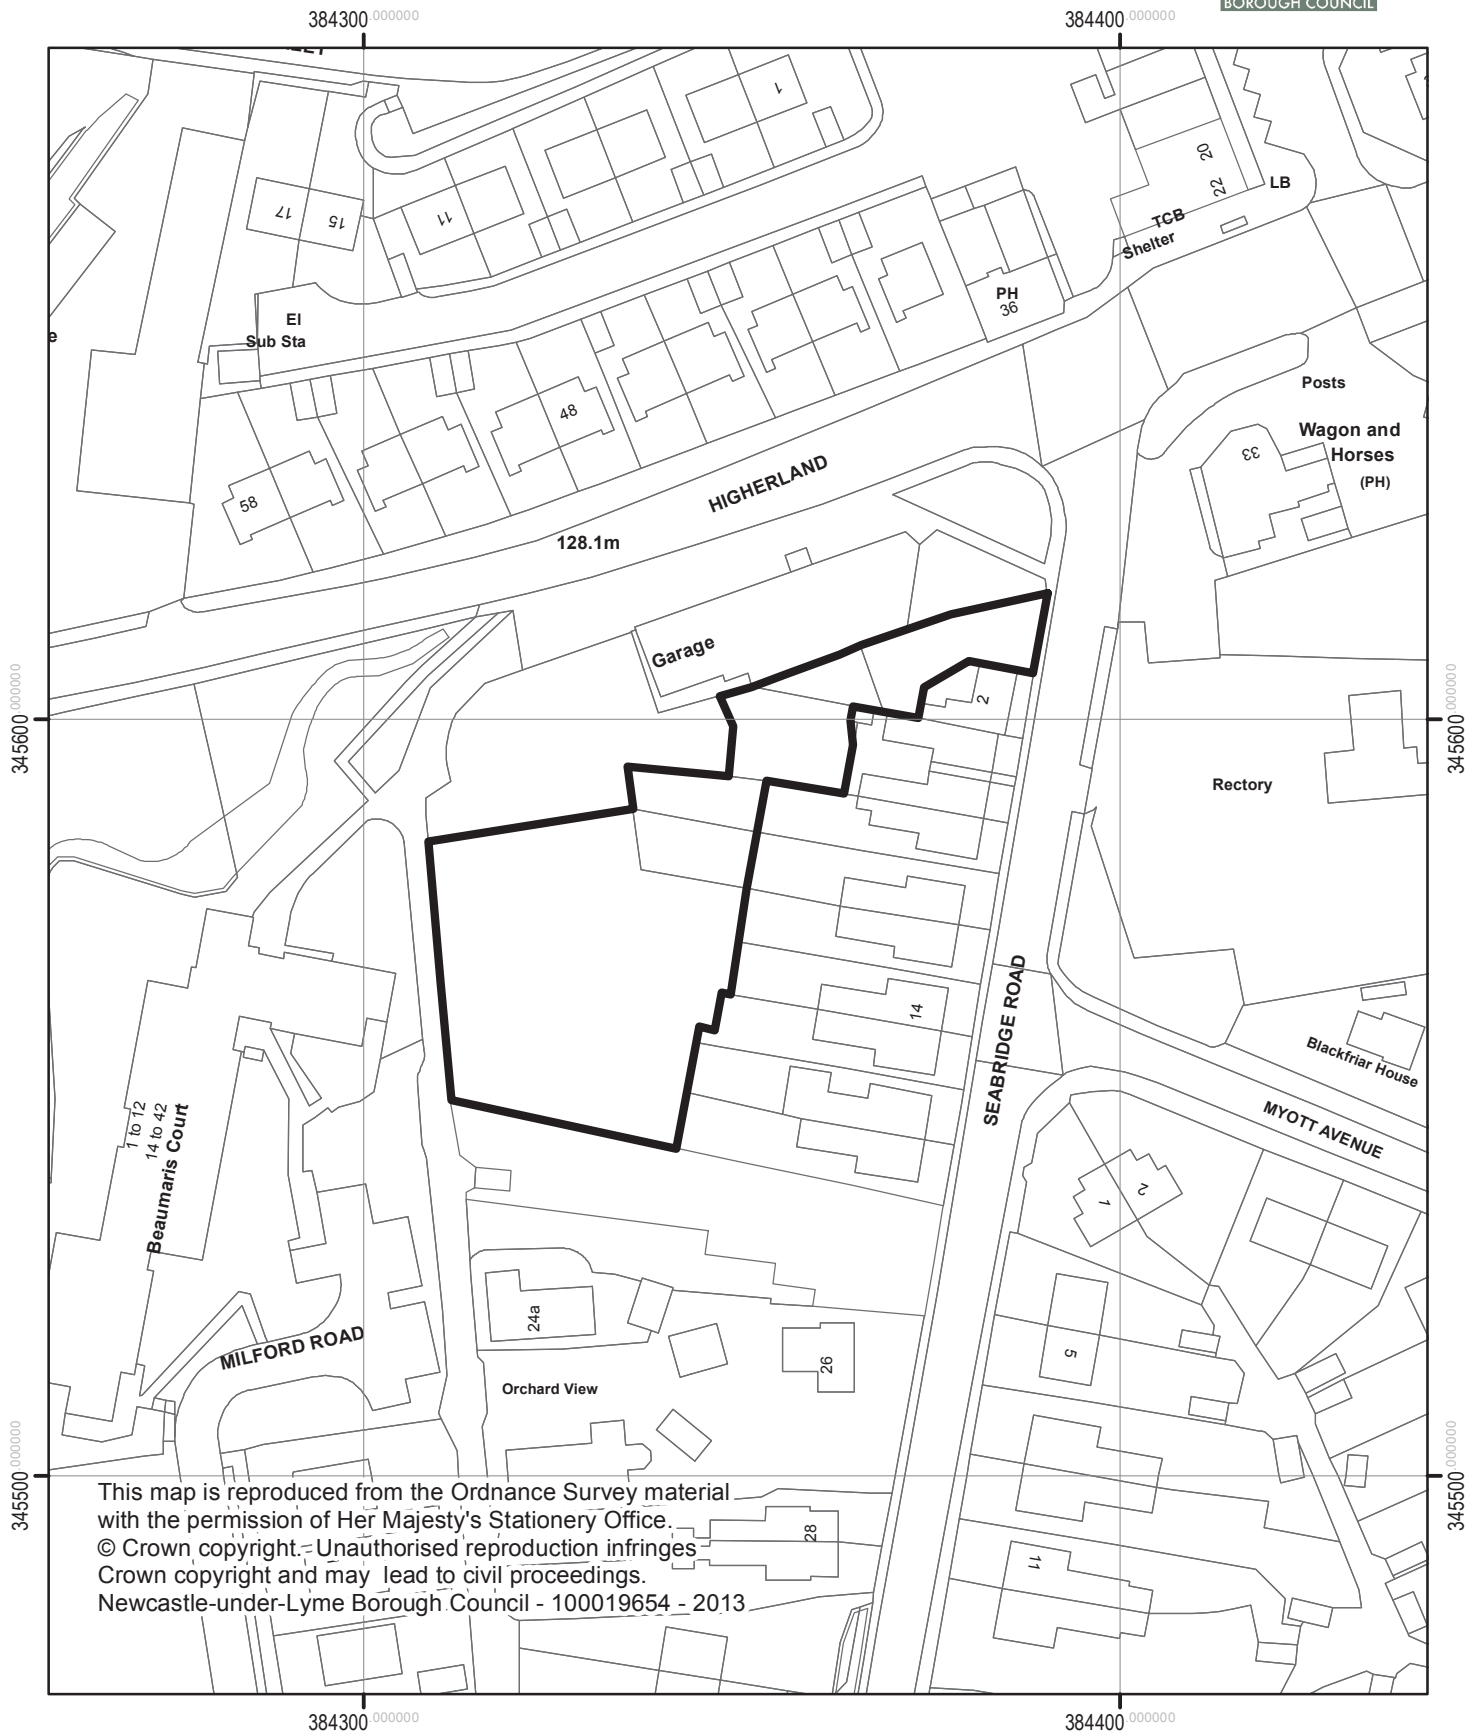 BOROUGH COUNCIL
384300.000000
384400.000000
1
17
15
11
20
22
LB
TCB
Shelter
El
Sub Sta
PH
36
Posts
48
Wagon and
Horses
(PH)
33
58
HIGHERLAND
128.1m
Garage
2
345600.000000
345600.000000
Rectory
14
SEABRIDGE ROAD
Blackfriar House
MYOTT AVENUE
1 to 12
14 to 42
Beaumaris Court
1
2
24a
26
5
MILFORD ROAD
Orchard View
345500.000000
345500.000000
28
11
This map is reproduced from the Ordnance Survey material
with the permission of Her Majesty's Stationery Office.
© Crown copyright. Unauthorised reproduction infringes
Crown copyright and may lead to civil proceedings.
Newcastle-under-Lyme Borough Council - 100019654 - 2013
384300.000000
384400.000000